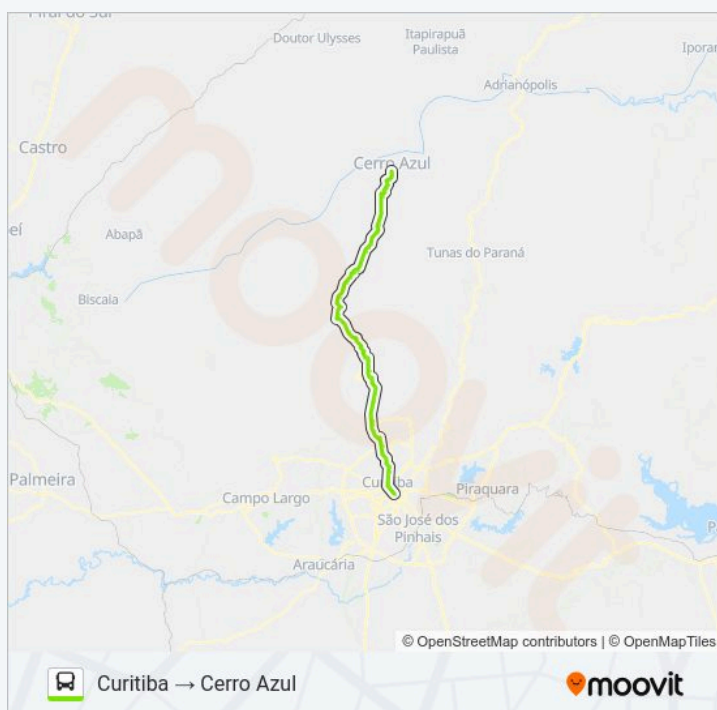 Piraí do Sul
Doutor Ulysses
Itapirapuã
Paulista
Adrianópolis
Castro
Cerro Azul
Abapã
Tunas do Paraná
Biscaia
Palmeira
Curitiba
Campo Largo
Piraquara
São José dos
Pinhais
Araucária
moovit
© OpenStreetMap contributors | © OpenMapTiles
Curitiba → Cerro Azul
moovit